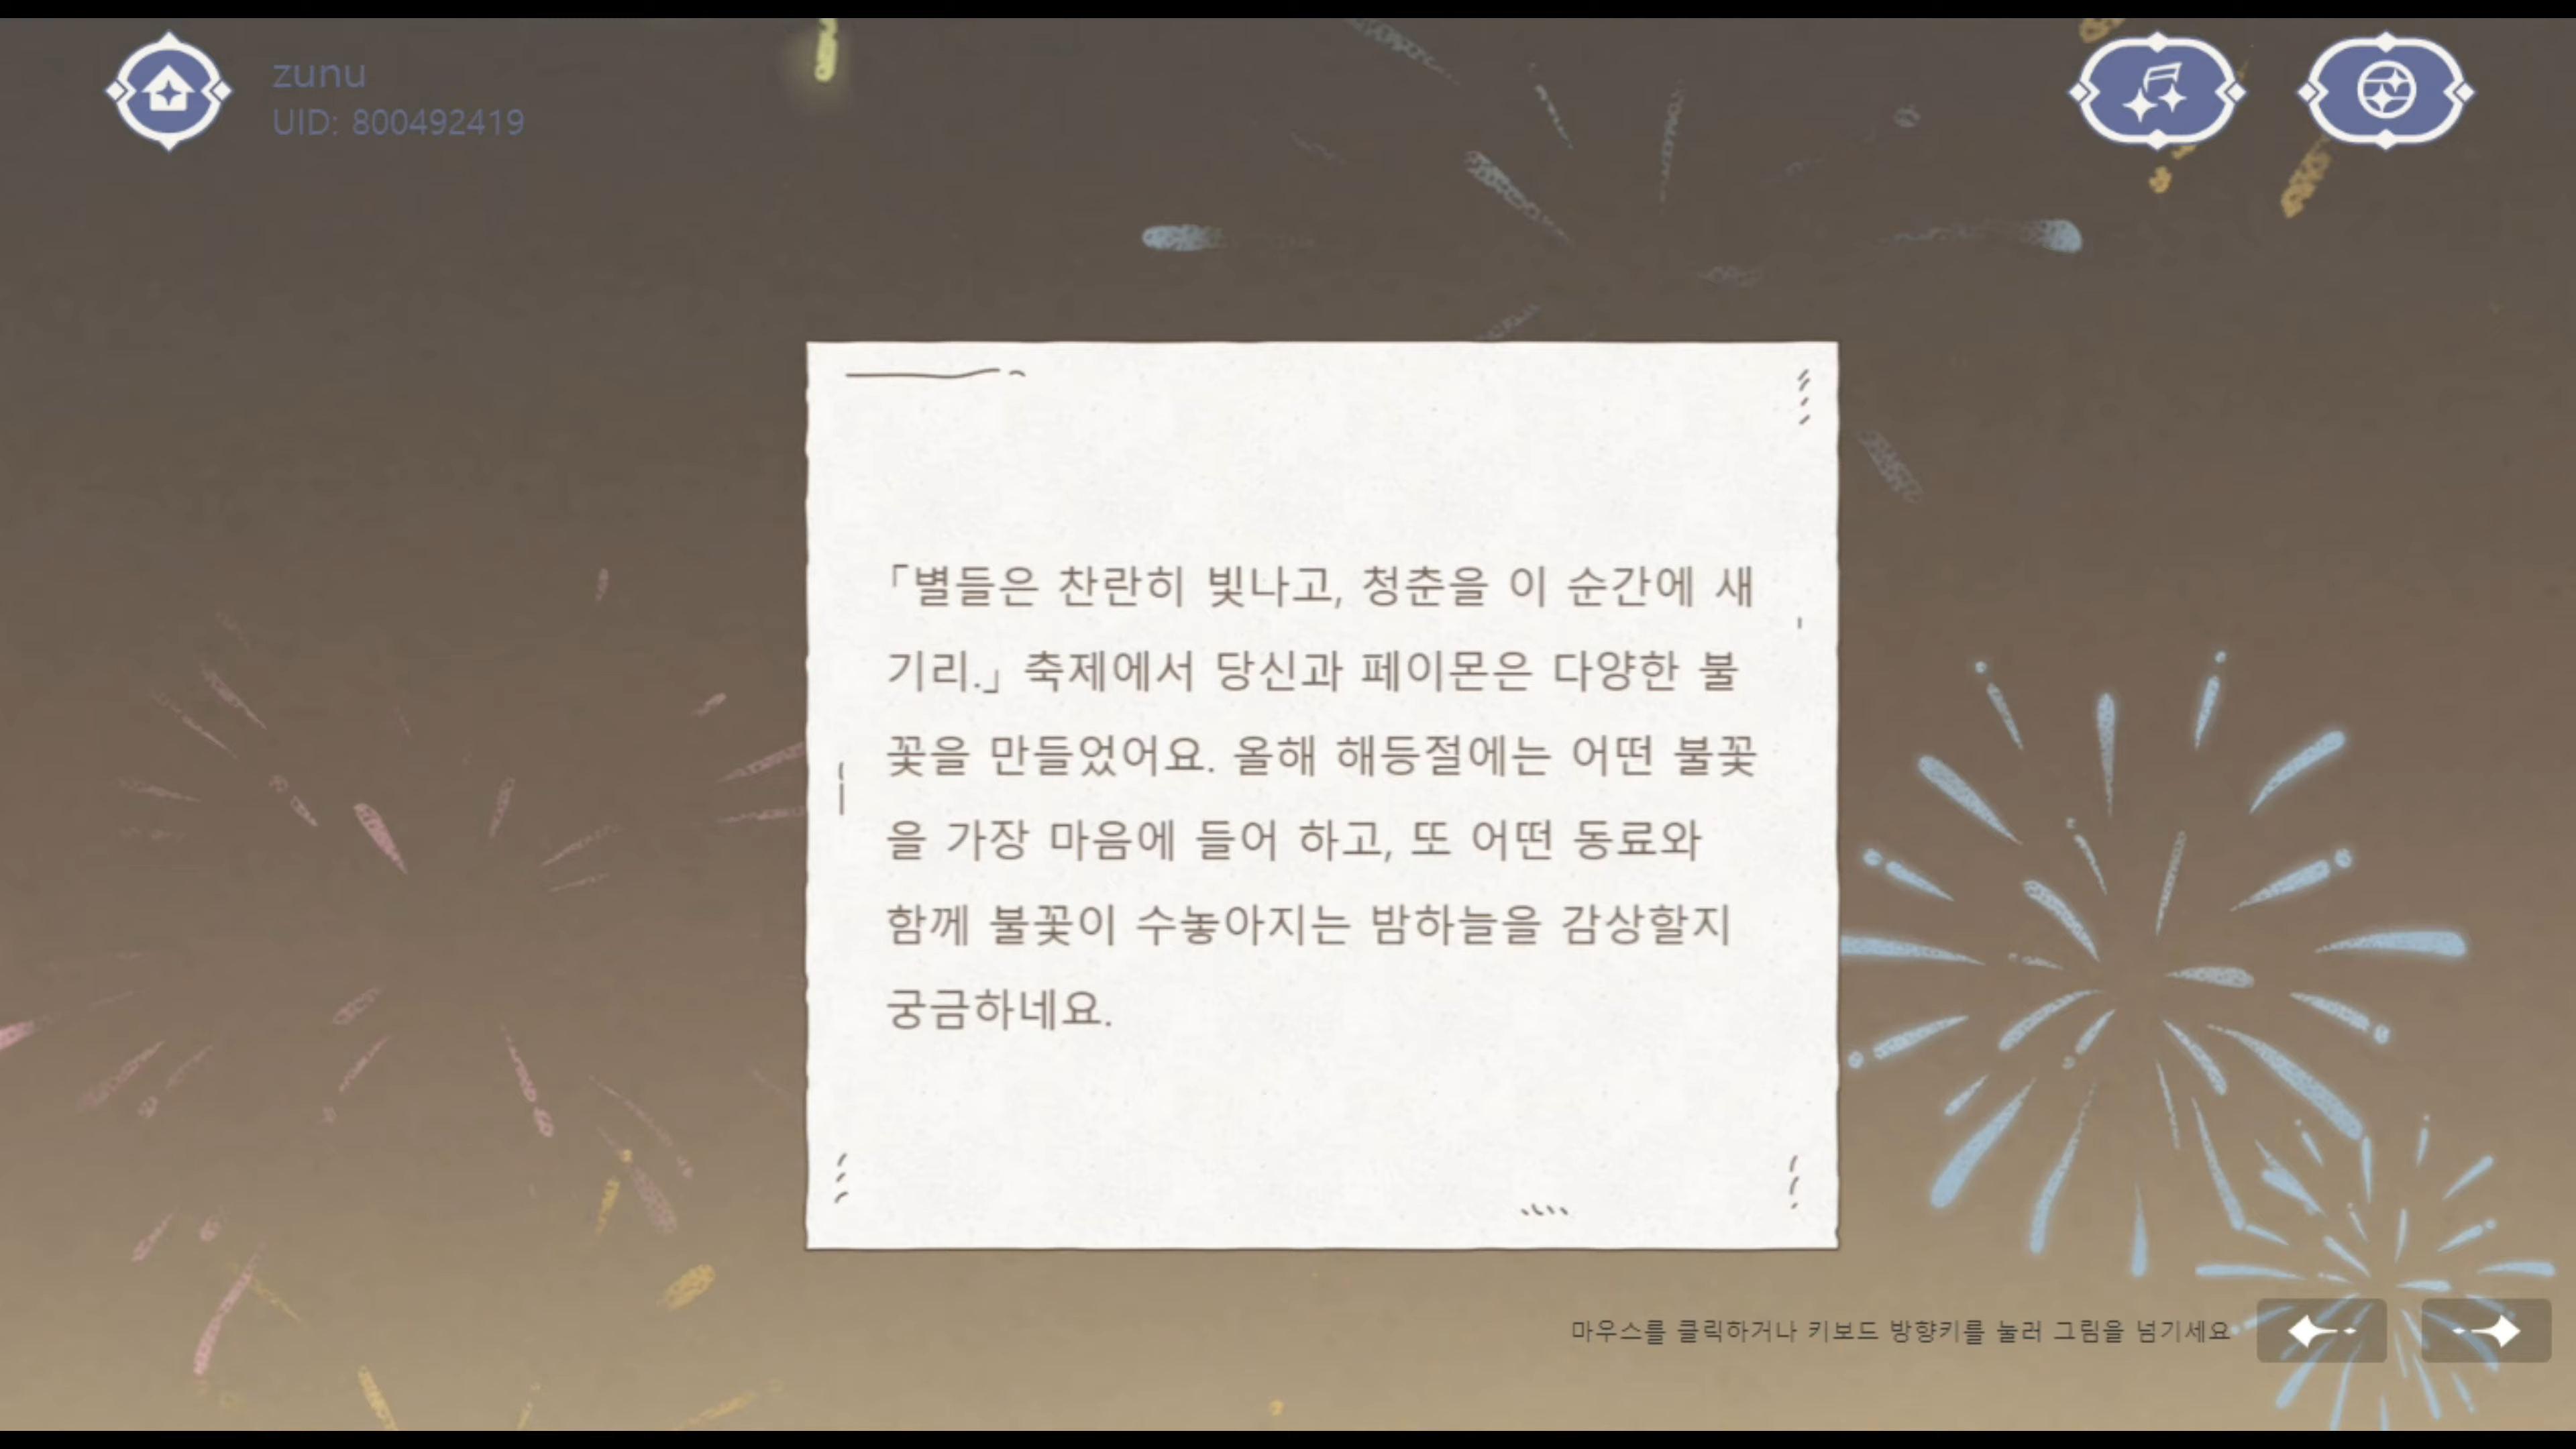 zunu
UID: 800492419
「별들은 찬란히 빛나고, 청춘을 이 순간에 새
기리.」 축제에서 당신과 페이몬은 다양한 불
꽃을 만들었어요. 올해 해등절에는 어떤 불꽃
을 가장 마음에 들어 하고, 또 어떤 동료와
함께 불꽃이 수놓아지는 밤하늘을 감상할지
궁금하네요.
마우스를 클릭하거나 키보드 방향키를 눌러 그림을 넘기세요